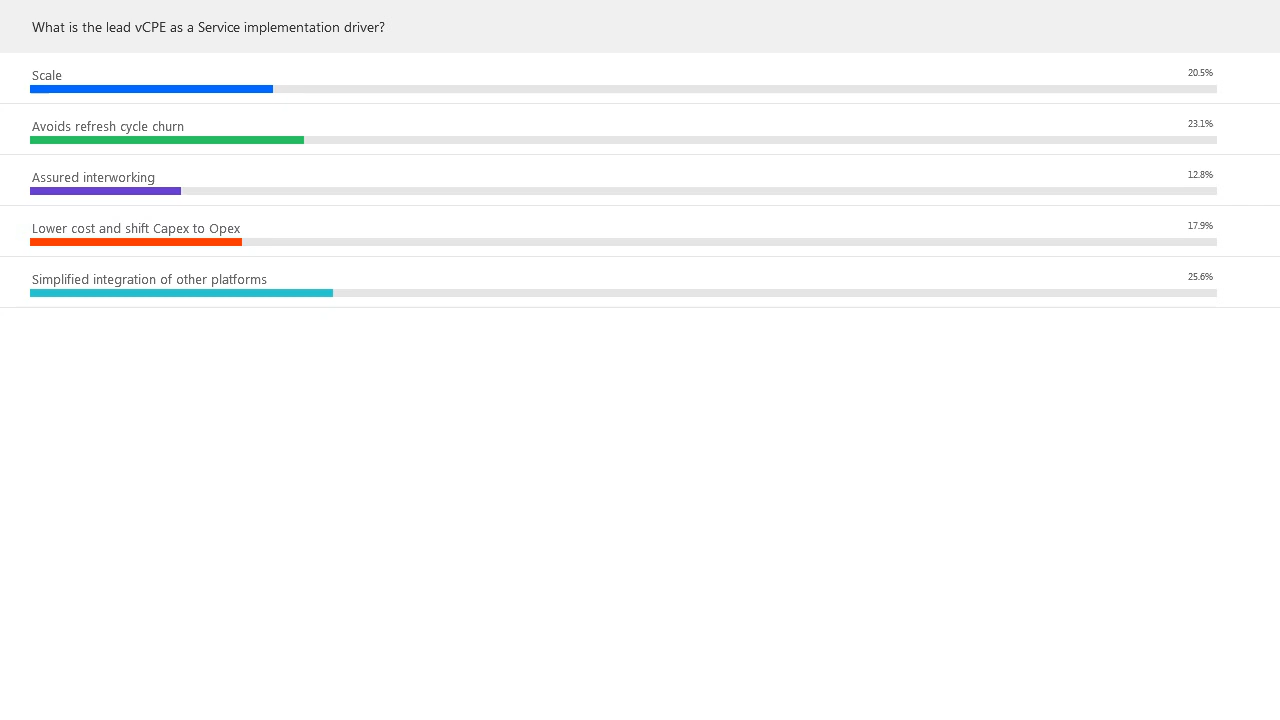 What is the lead vCPE as a Service implementation driver?
Scale
20.5%
Avoids refresh cycle churn
23.1%
Assured interworking
12.8%
Lower cost and shift Capex to Opex
17.9%
Simplified integration of other platforms
25.6%